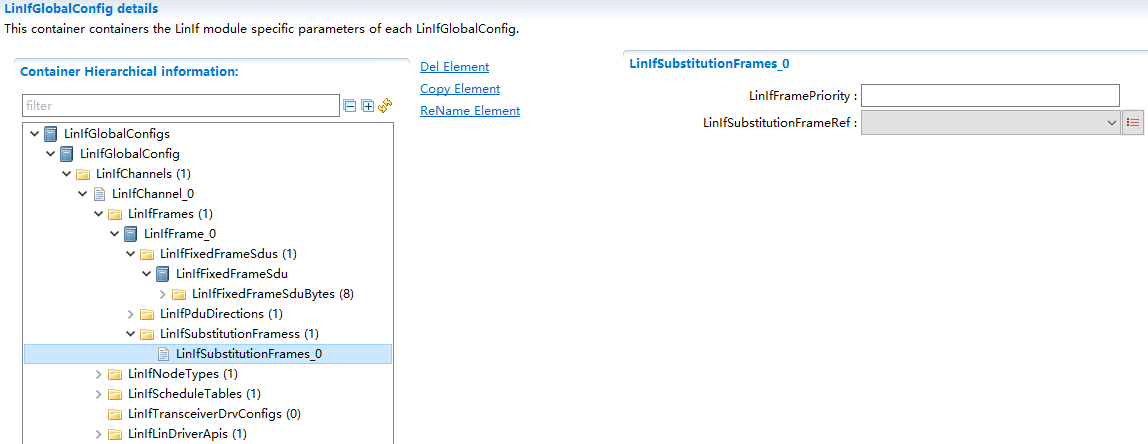 LinIfGlobalConfig details
This container containers the LinIf module specific parameters of each LinIfGlobalConfig.
Container Hierarchical information:
filter
LinIfGlobalConfigs
LinIfGlobalConfig
LinIfChannels (1)
LinIfChannel_0
LinIfFrames (1)
LinIfFrame_0
LinIfFixedFrameSdus (1)
LinIfFixedFrameSdu
LinIfFixedFrameSduBytes (8)
LinIfPduDirections (1)
LinIfSubstitutionFramess (1)
LinIfSubstitutionFrames_0
LinIfNodeTypes (1)
LinIfScheduleTables (1)
LinIfTransceiverDrvConfigs (0)
LinIfLinDriverApis (1)
Del Element
Copy Element
ReName Element
LinIfSubstitutionFrames_0
LinIfFramePriority :
LinIfSubstitutionFrameRef :